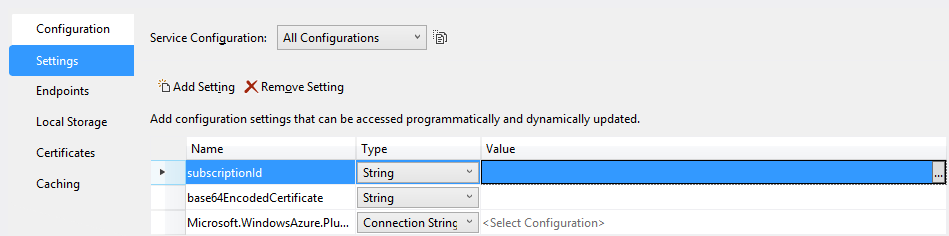 Configuration
Settings
Endpoints
Local Storage
Certificates
Caching
Service Configuration: All Configurations
Add Setting Remove Setting
Add configuration settings that can be accessed programmatically and dynamically updated.
Name Type Value
subscriptionId String ...
base64EncodedCertificate String
Microsoft.WindowsAzure.Plu... Connection String <Select Configuration>